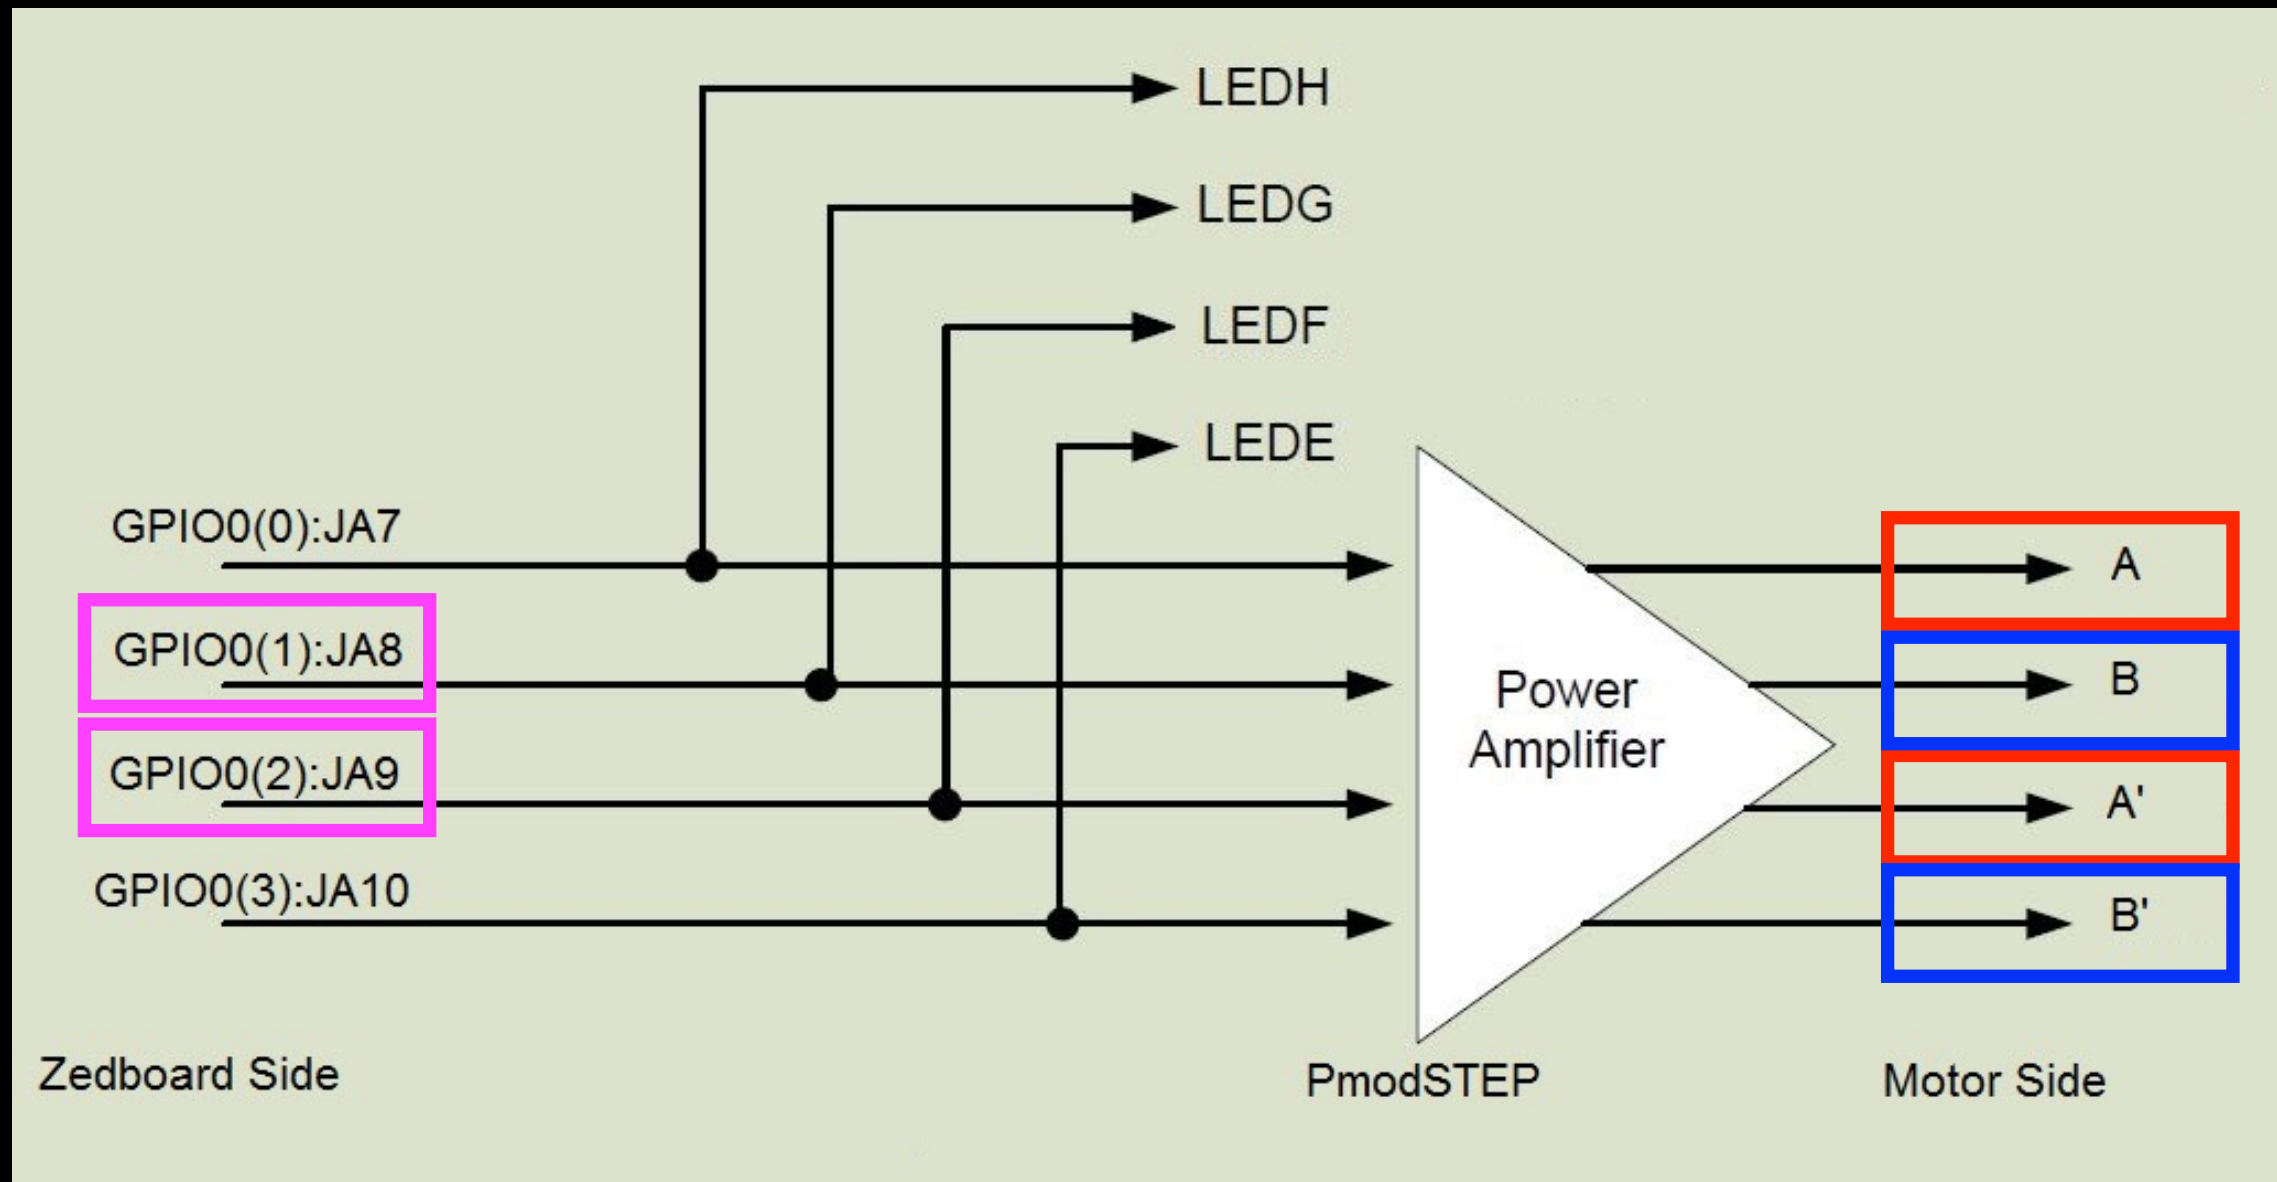 LEDH
LEDG
LEDF
LEDE
GPIO0(0):JA7
A
GPIO0(1):JA8
B
Power
Amplifier
GPIO0(2):JA9
A'
GPIO0(3):JA10
B'
Zedboard Side
PmodSTEP
Motor Side